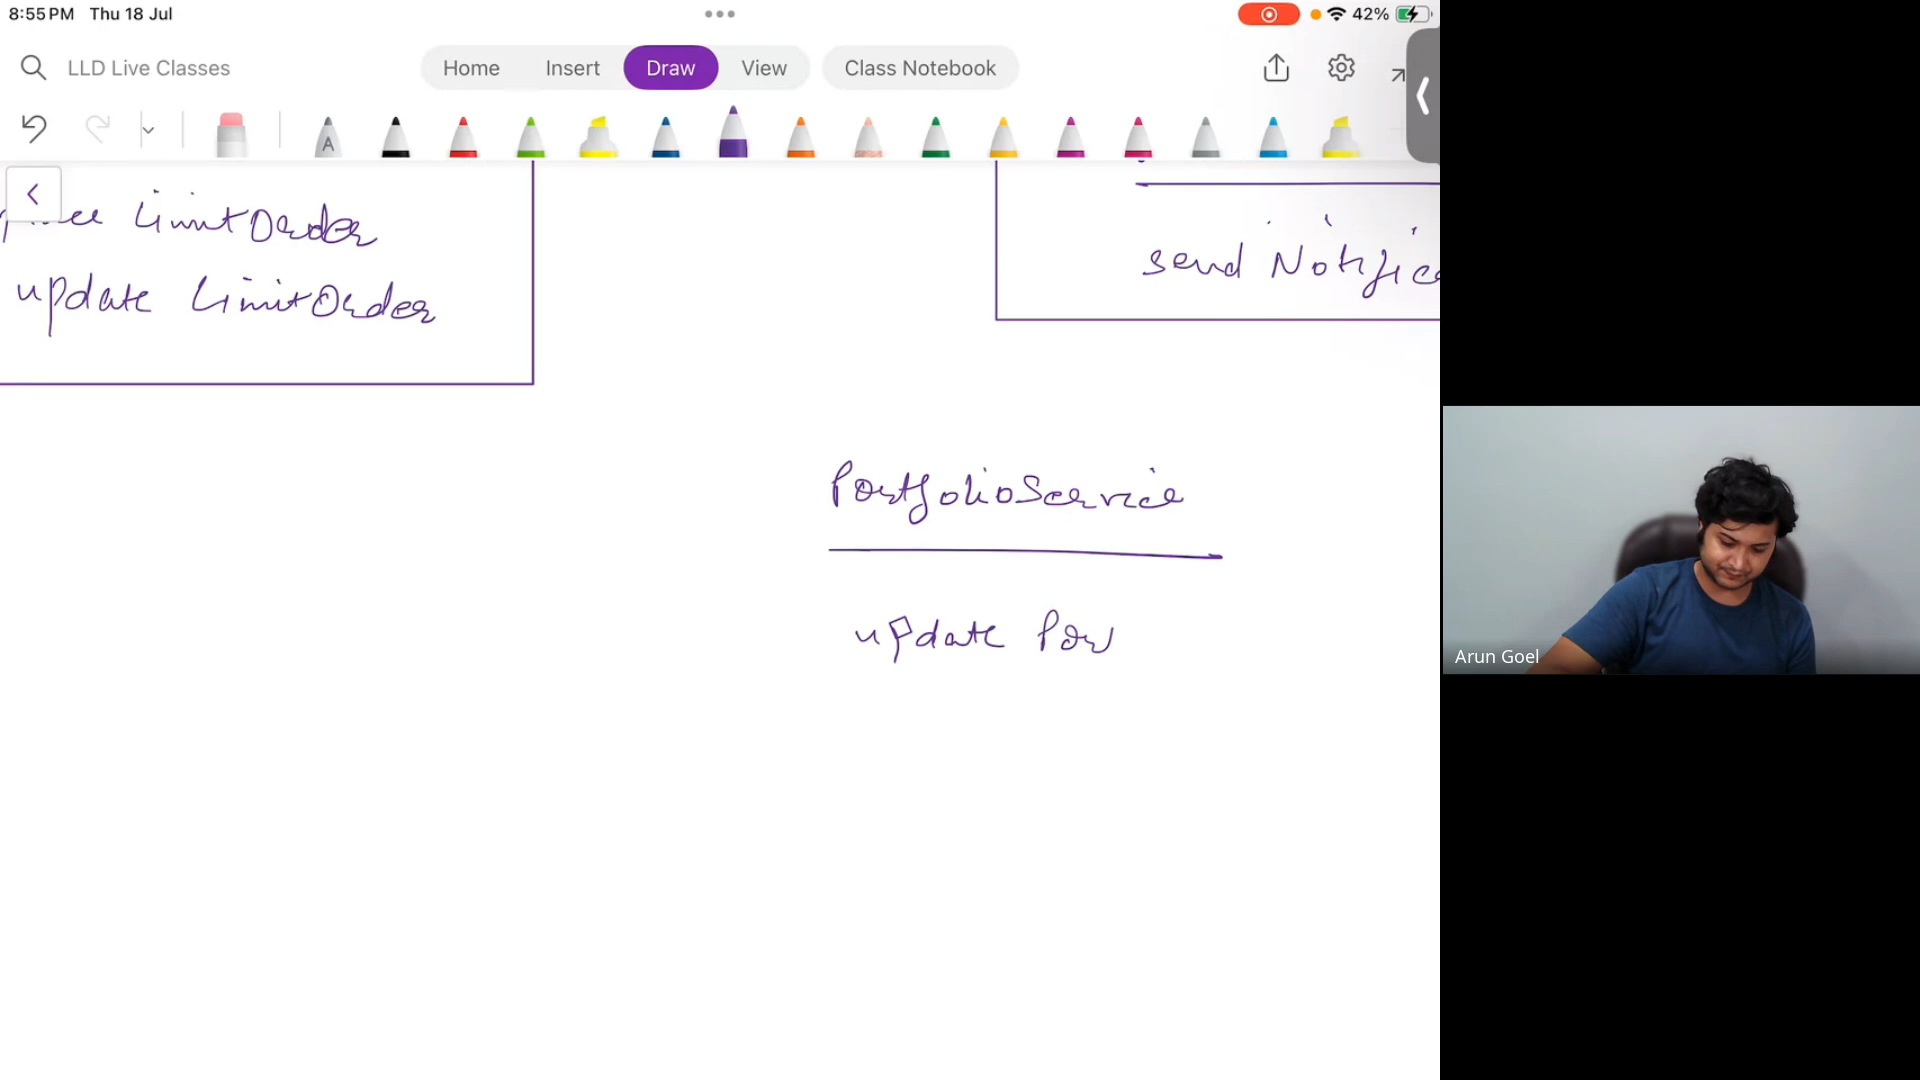 8:55 PM Thu 18 Jul
42%
LLD Live Classes
Home
Insert
Draw
View
Class Notebook
A
LimitOrder
update LimitOrder
send Notific
PortfolioService
update Por
Arun Goel